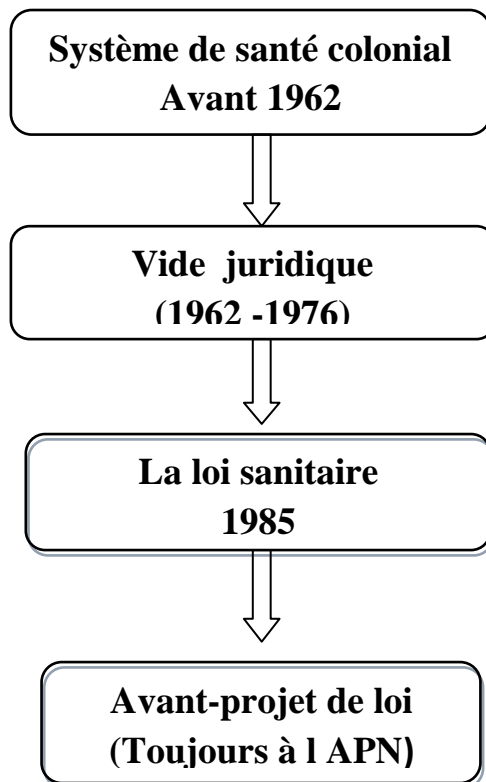 Système de santé colonial
Avant 1962
Vide juridique
(1962 -1976)
La loi sanitaire
1985
Avant-projet de loi
(Toujours à l APN)